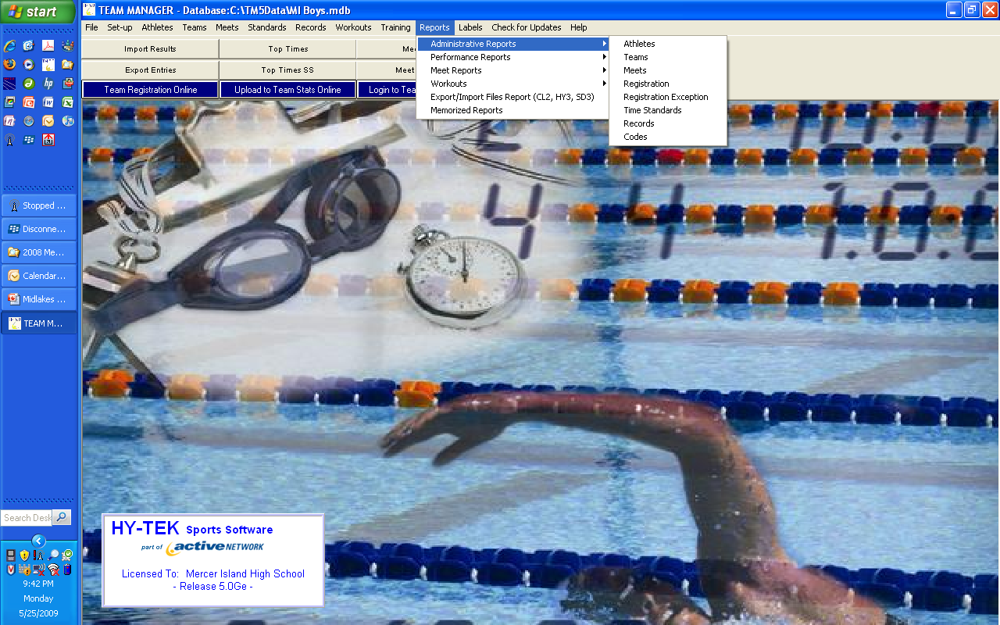 start
TEAM MANAGER - Database:C:\TM5Data\MI Boys.mdb
File Set-up Athletes Teams Meets Standards Records Workouts Training Reports Labels Check for Updates Help
Import Results Top Times
Export Entries Top Times SS Meet
Team Registration Online Upload to Team Stats Online Login to Tea
Administrative Reports
Performance Reports
Meet Reports
Workouts
Export/Import Files Report (CL2, HY3, SD3)
Memorized Reports
Athletes
Teams
Meets
Registration
Registration Exception
Time Standards
Records
Codes
Stopped ...
Disconne...
2008 Me...
Calendar...
Midlakes ...
TEAM M...
Search Desk
9:42 PM
Monday
5/25/2009
4
HY-TEK Sports Software
part of active NETWORK
Licensed To: Mercer Island High School
- Release 5.0Ge -